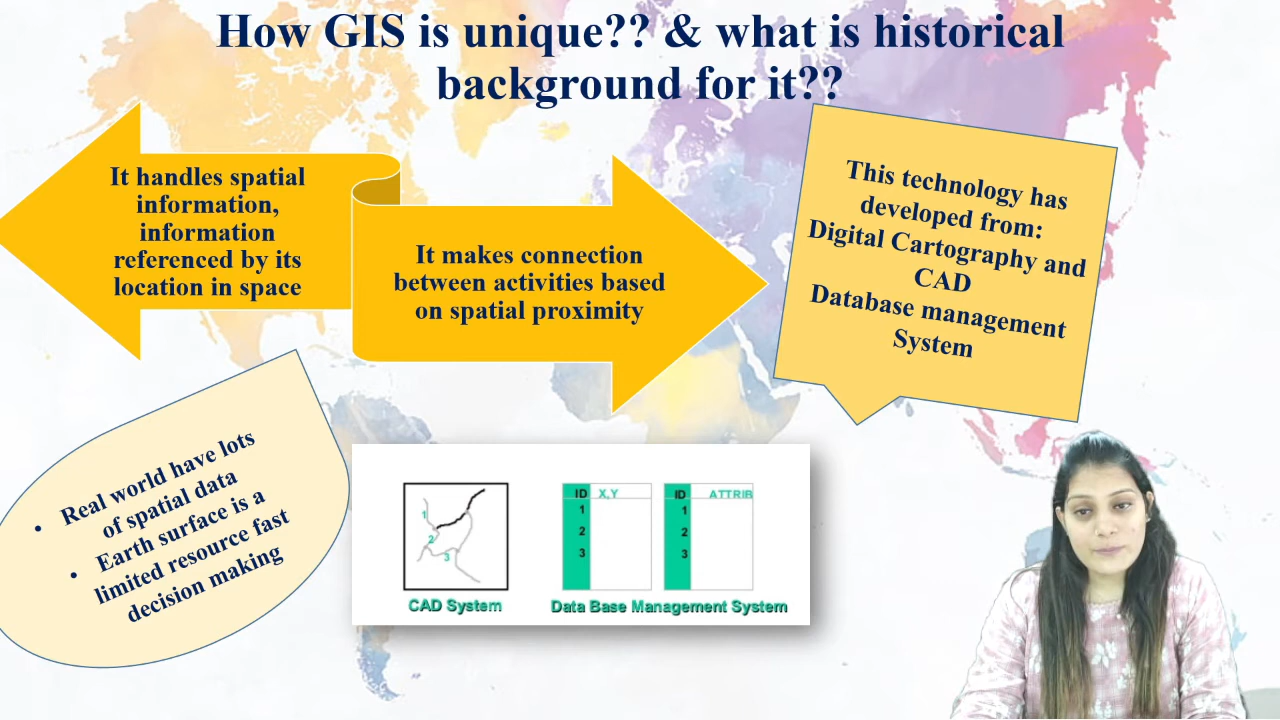 How GIS is unique?? & what is historical
background for it??
It handles spatial
information,
information
referenced by its
location in space
It makes connection
between activities based
on spatial proximity
This technology has
developed from:
Digital Cartography and
CAD
Database management
System
• Real world have lots
of spatial data
• Earth surface is a
limited resource fast
decision making
1
2
3
CAD System
ID X,Y
1
2
3
ID ATTRIB
1
2
3
Data Base Management System